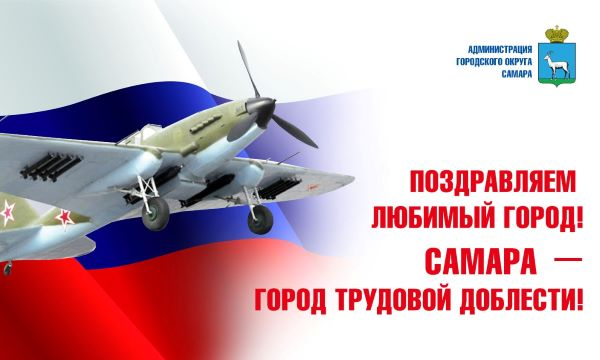 АДМИНИСТРАЦИЯ
ГОРОДСКОГО ОКРУГА
САМАРА
ПОЗДРАВЛЯЕМ
ЛЮБИМЫЙ ГОРОД!
САМАРА —
ГОРОД ТРУДОВОЙ ДОБЛЕСТИ!